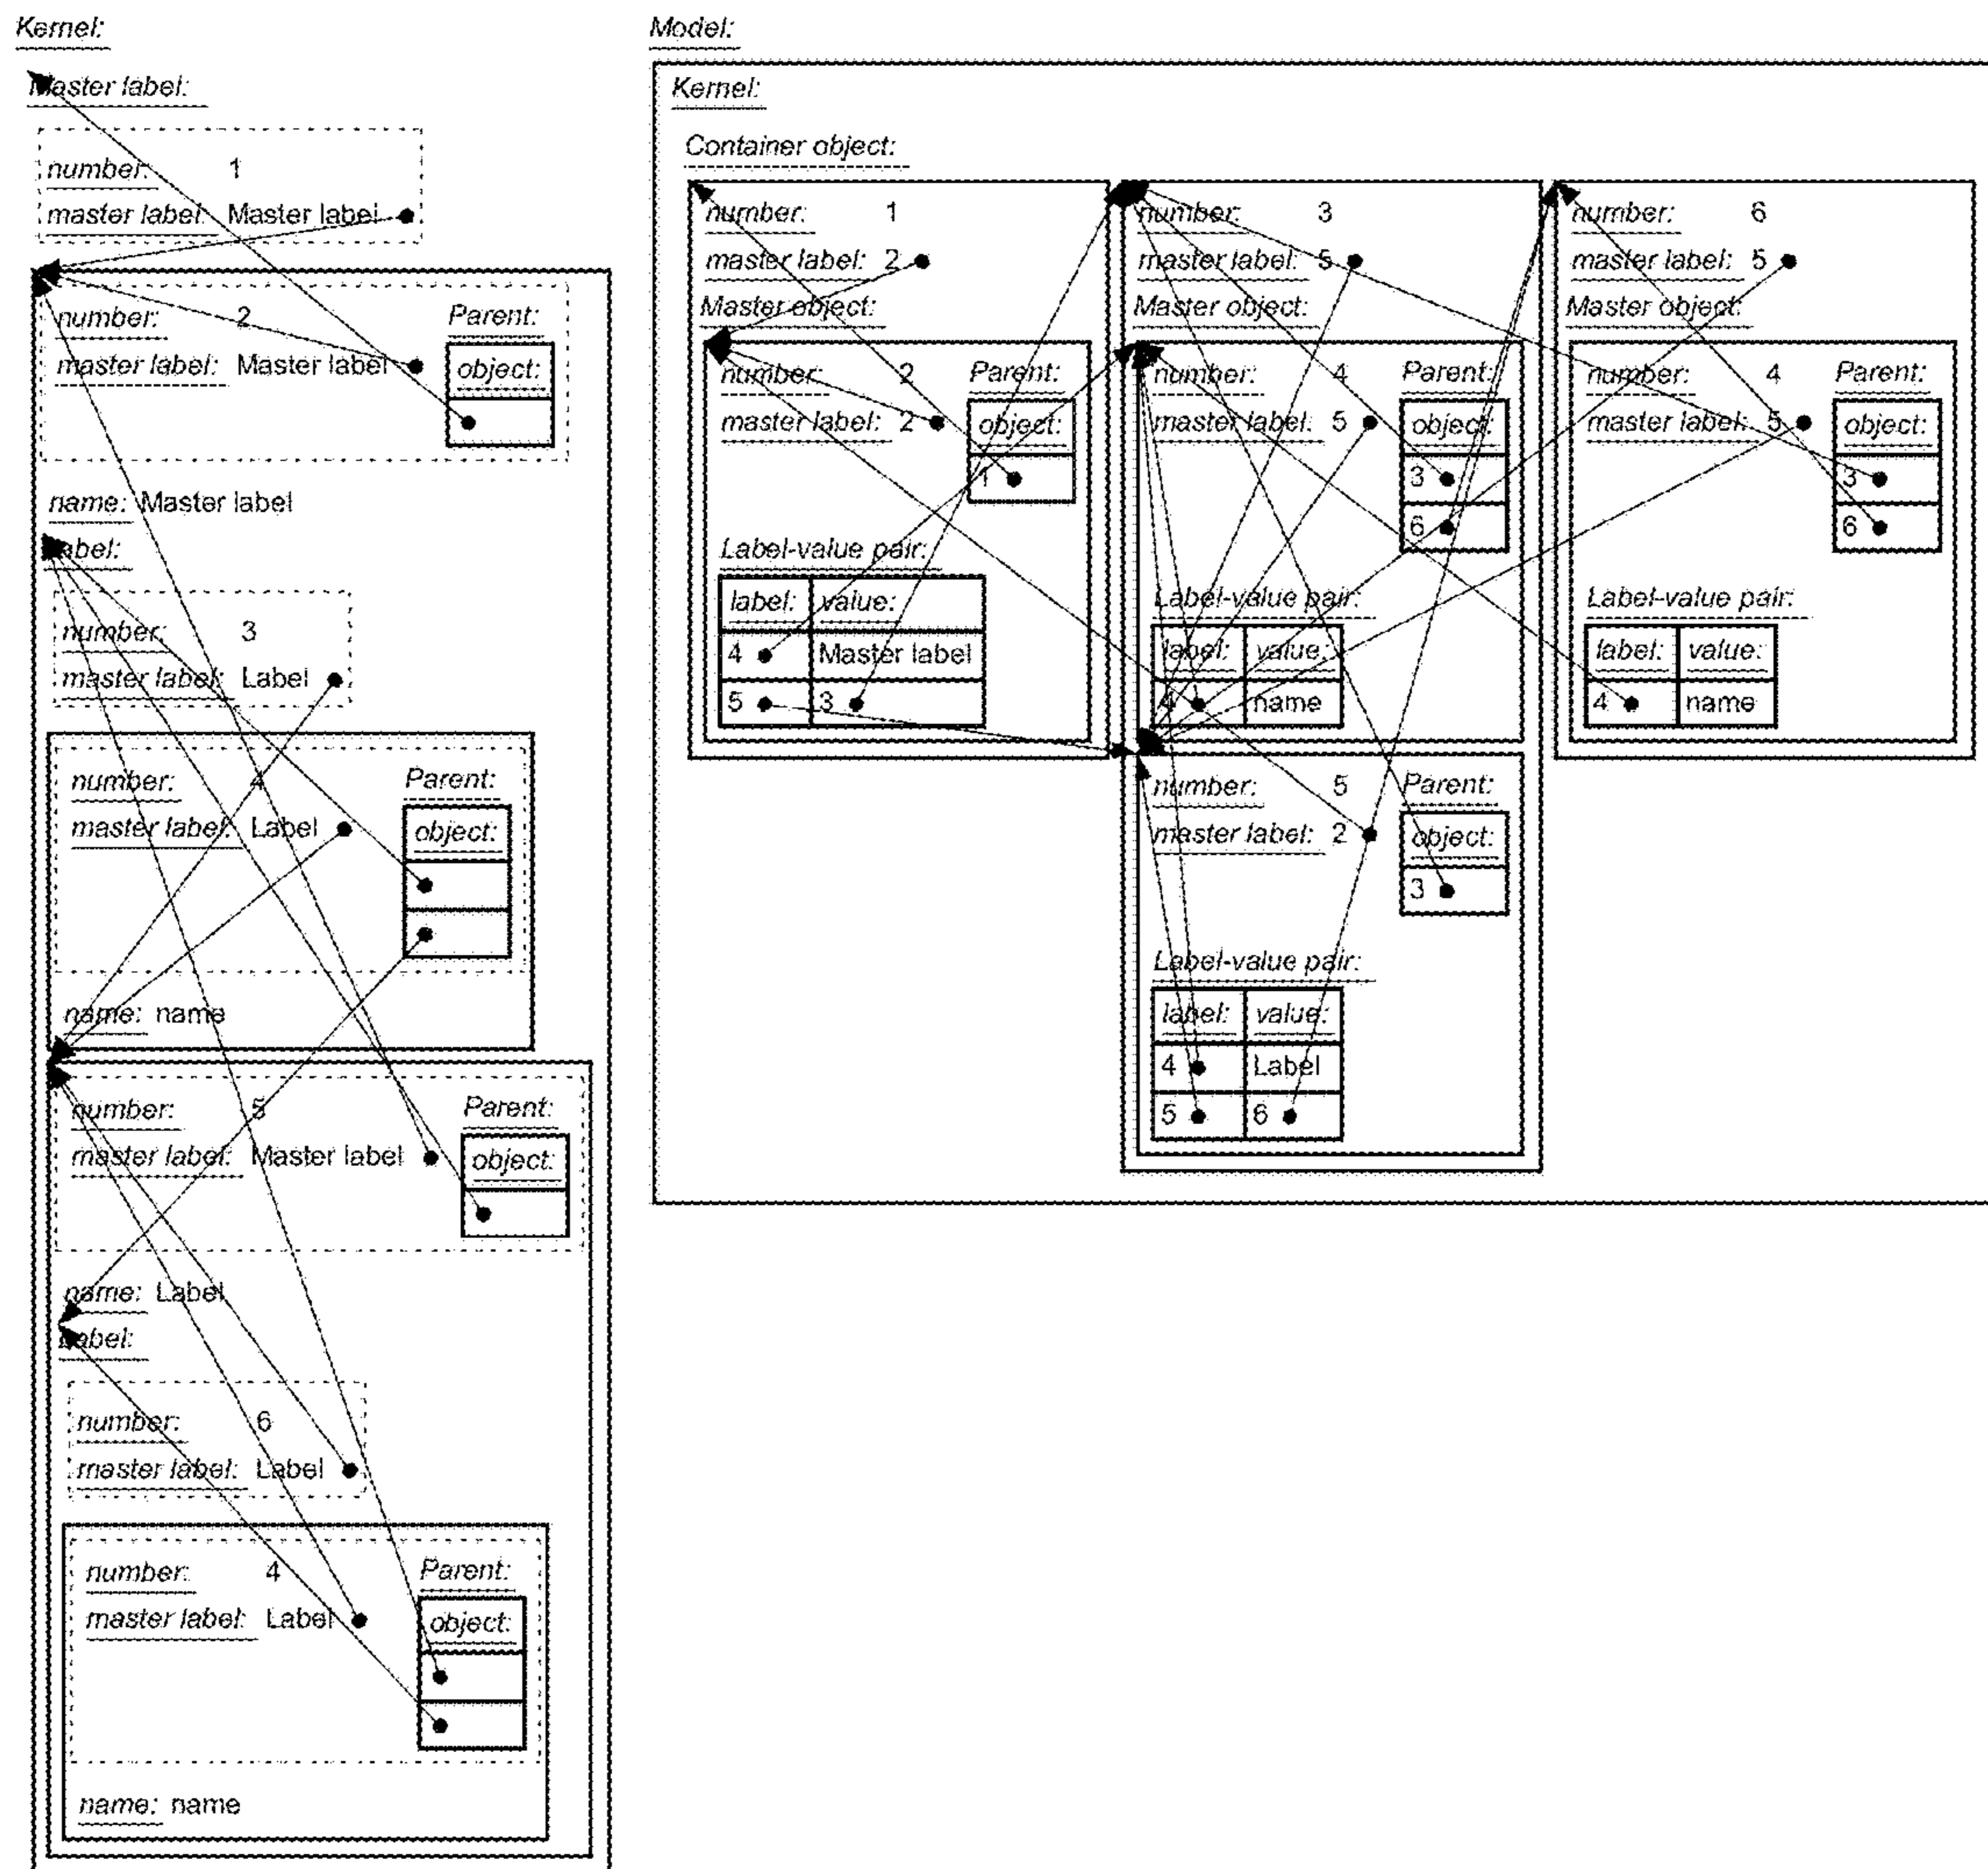 Kernel:
Master label:
number: 1
master label: Master label
number: 2
Parent:
master label: Master label
object:
name: Master label
Label:
number: 3
master label: Label
number: 4
Parent:
master label: Label
object:
name: name
number: 5
Parent:
master label: Master label
object:
name: Label
Label:
number: 6
master label: Label
number: 4
Parent:
master label: Label
object:
name: name
Model:
Kernel:
Container object:
number: 1
master label: 2
Master object:
number: 2
Parent:
master label: 2
object:
1
Label-value pair:
label: value:
4 Master label
5 3
number: 3
master label: 5
Master object:
number: 4
Parent:
master label: 5
object:
3
6
Label-value pair:
label: value:
4 name
number: 5
Parent:
master label: 2
object:
3
Label-value pair:
label: value:
4 Label
5 6
number: 6
master label: 5
Master object:
number: 4
Parent:
master label: 5
object:
3
6
Label-value pair:
label: value:
4 name